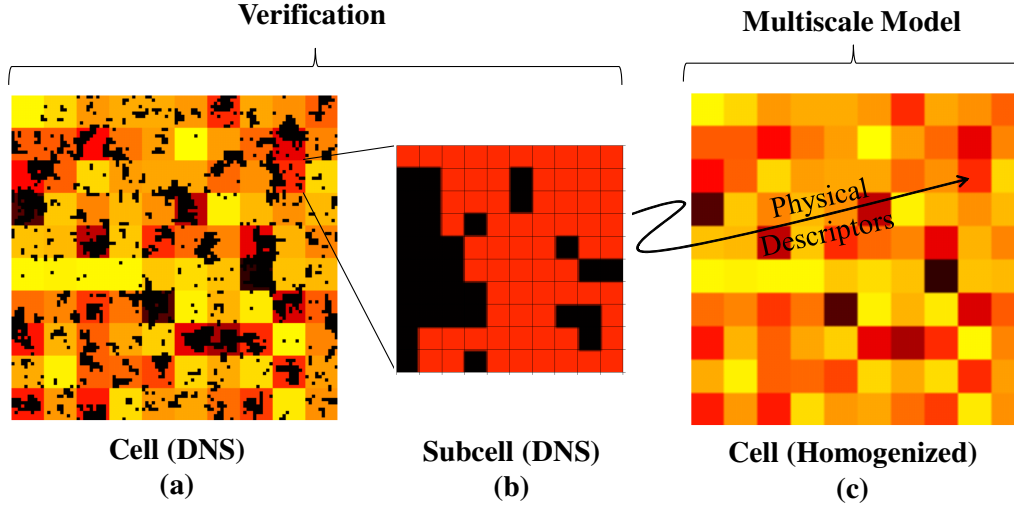 Verification
Multiscale Model
Physical
Descriptors
Cell (DNS)
(a)
Subcell (DNS)
(b)
Cell (Homogenized)
(c)